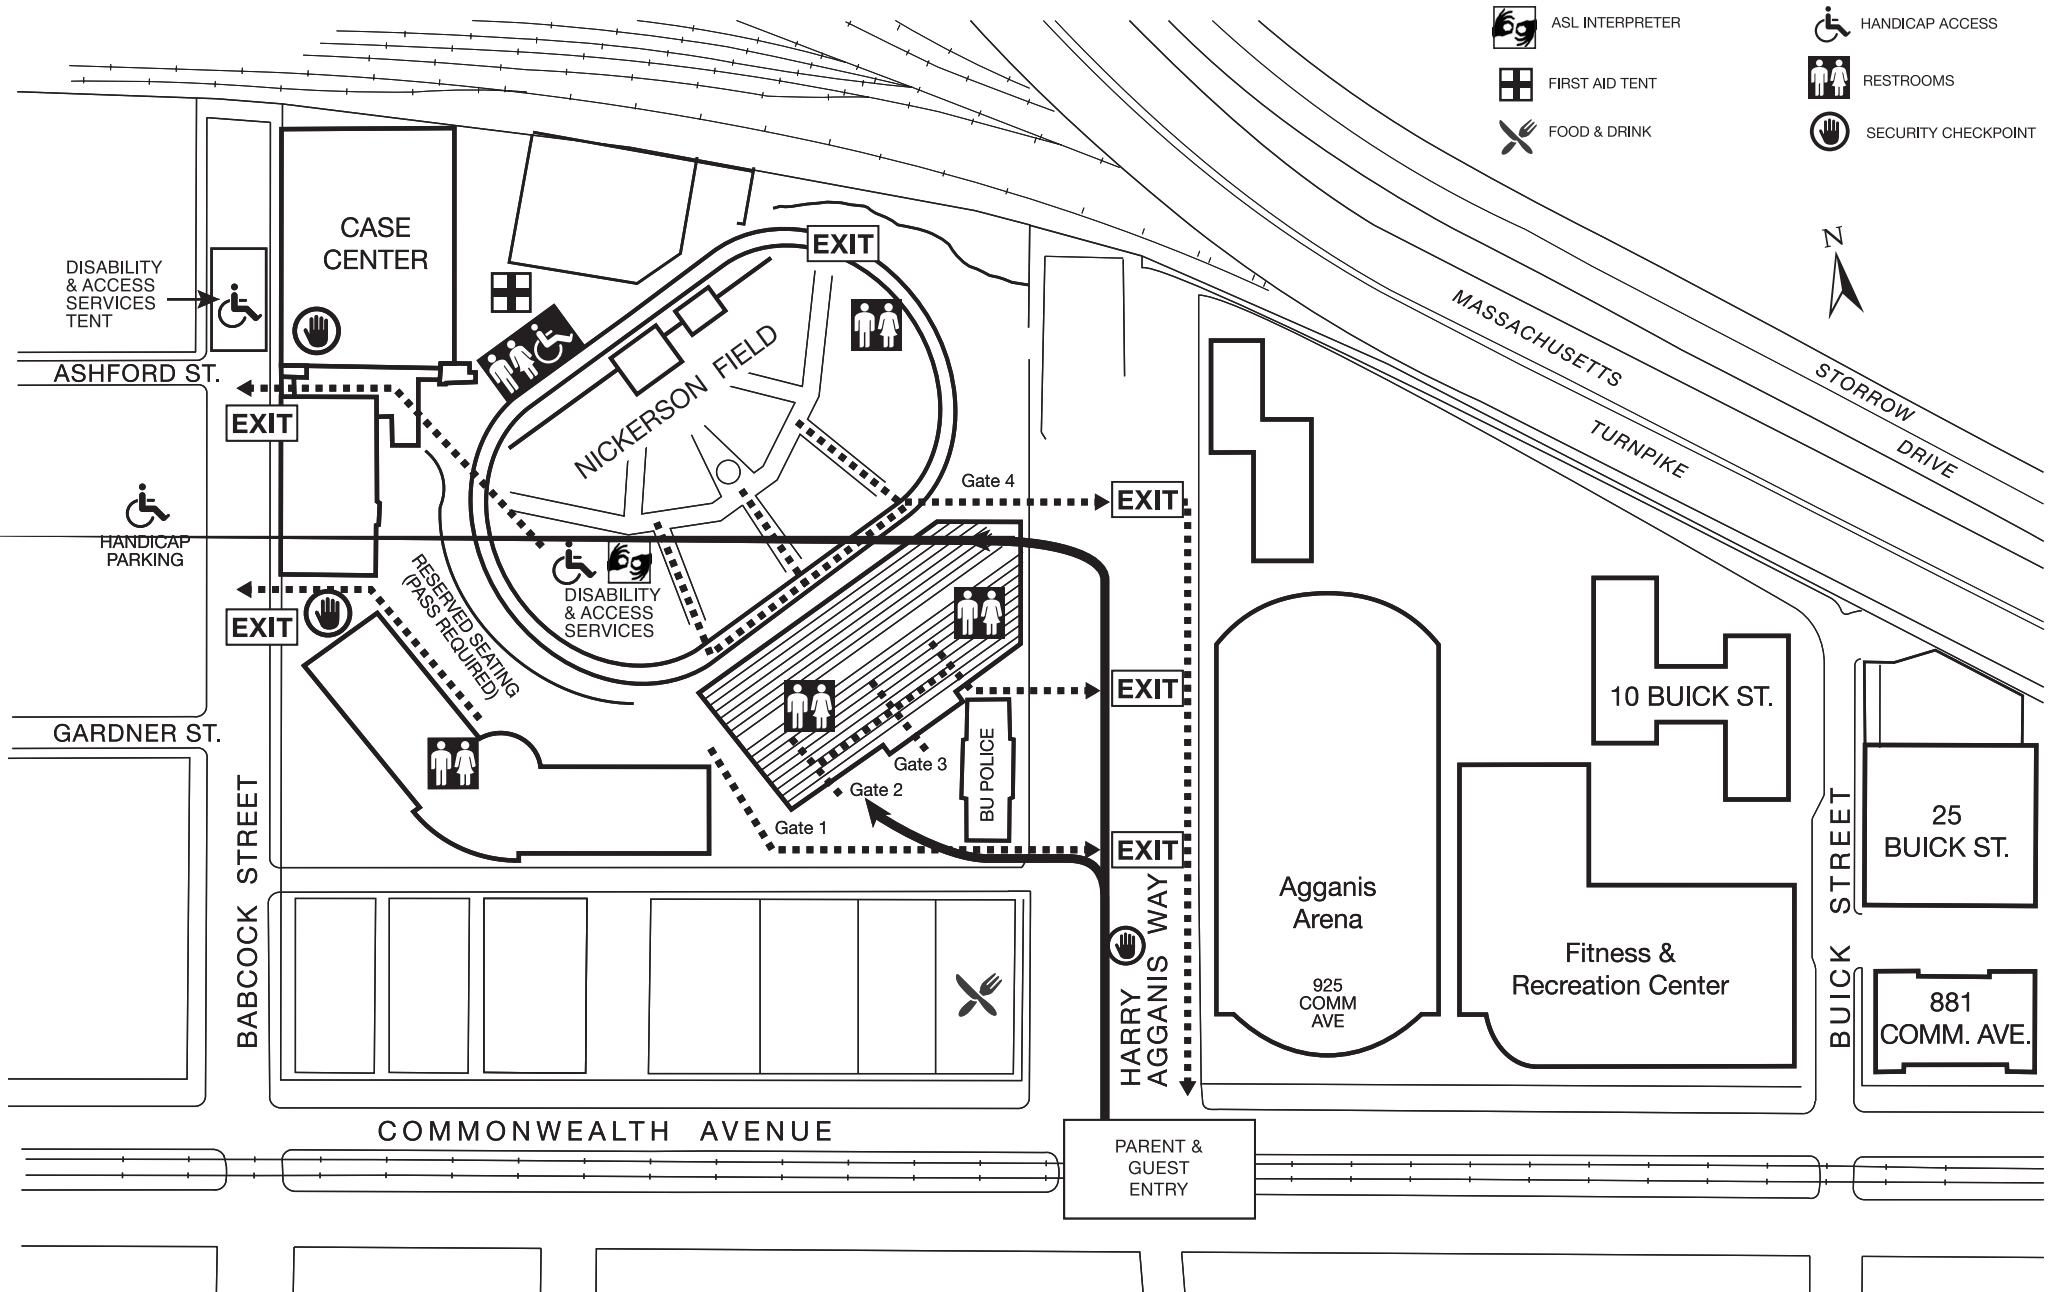 ASL INTERPRETER
HANDICAP ACCESS
FIRST AID TENT
RESTROOMS
FOOD & DRINK
SECURITY CHECKPOINT
N
CASE
CENTER
EXIT
DISABILITY
& ACCESS
SERVICES
TENT
MASSACHUSETTS
TURNPIKE
STORROW
DRIVE
ASHFORD ST.
EXIT
NICKERSON FIELD
Gate 4
EXIT
HANDICAP
PARKING
RESERVED SEATING
(PASS REQUIRED)
DISABILITY
& ACCESS
SERVICES
EXIT
EXIT
10 BUICK ST.
GARDNER ST.
BU POLICE
Gate 3
Gate 2
Gate 1
EXIT
25
BUICK ST.
BABCOCK STREET
HARRY
AGGANIS WAY
Agganis
Arena
925
COMM
AVE
Fitness &
Recreation Center
BUICK STREET
881
COMM. AVE.
COMMONWEALTH AVENUE
PARENT &
GUEST
ENTRY